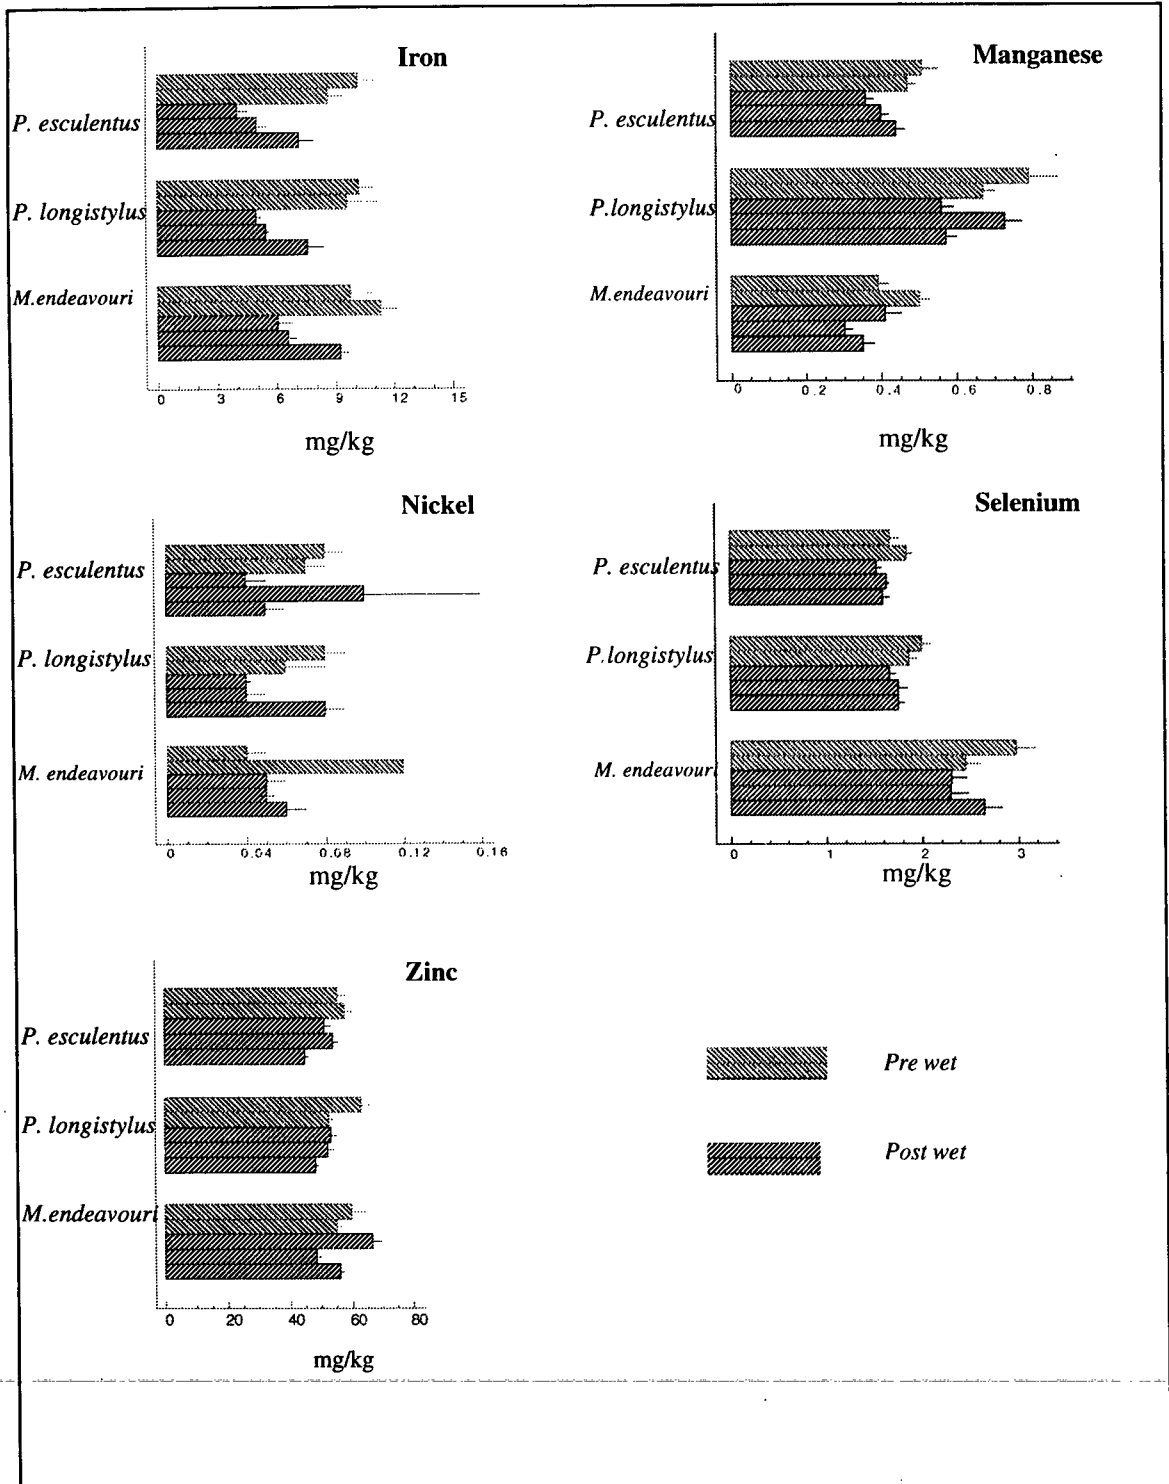 Iron
P. esculentus
P. longistylus
M.endeavouri
0 3 6 9 12 15
mg/kg
Manganese
P. esculentus
P.longistylus
M.endeavouri
0 0.2 0.4 0.6 0.8
mg/kg
Nickel
P. esculentus
P. longistylus
M. endeavouri
0 0.04 0.08 0.12 0.16
mg/kg
Selenium
P. esculentus
P.longistylus
M. endeavouri
0 1 2 3
mg/kg
Zinc
P. esculentus
P. longistylus
M.endeavouri
0 20 40 60 80
mg/kg
Pre wet
Post wet